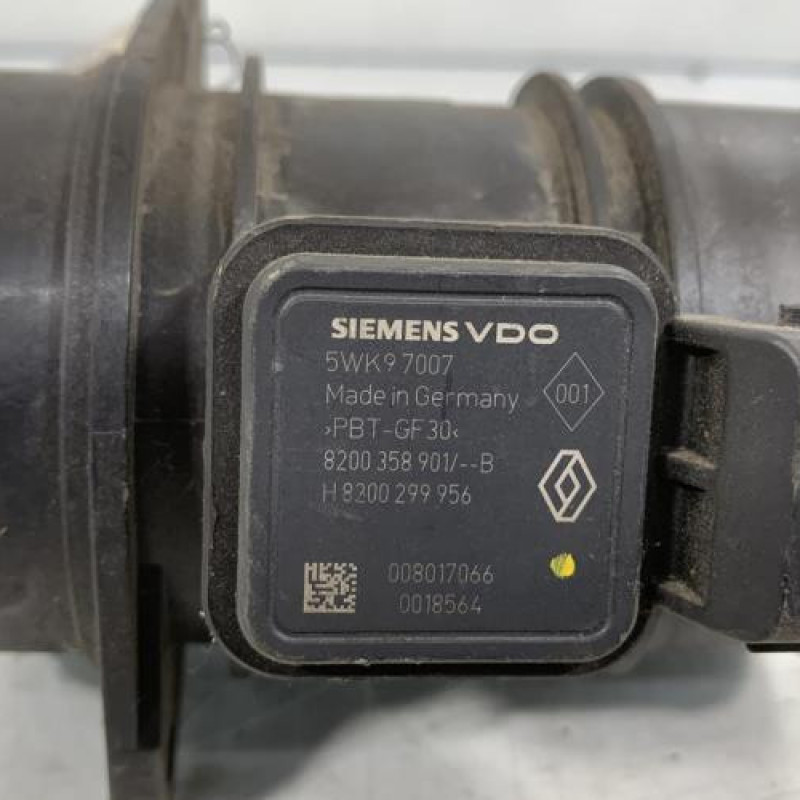 SIEMENS VDO
5WK9 7007
Made in Germany
001
>PBT-GF30<
8200 358 901/--B
H 8200 299 956
008017066
0018564